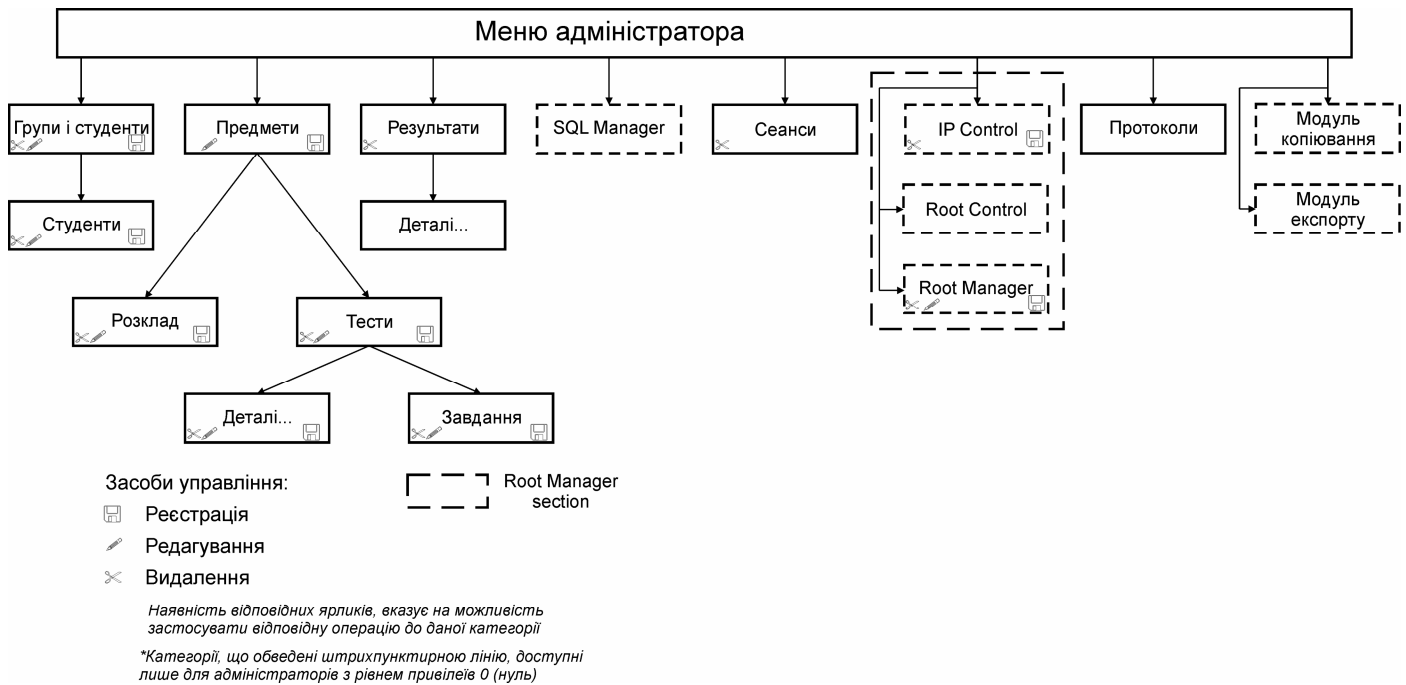 Меню адміністратора
Групи і студенти
Предмети
Результати
SQL Manager
Сеанси
IP Control
Протоколи
Модуль
копіювання
Студенти
Деталі...
Root Control
Модуль
експорту
Root Manager
Розклад
Тести
Деталі...
Завдання
Засоби управління:
Root Manager
section
Реєстрація
Редагування
Видалення
Наявність відповідних ярликів, вказує на можливість
застосувати відповідну операцію до даної категорії
*Категорії, що обведені штрихпунктирною лінію, доступні
лише для адміністраторів з рівнем привілеїв 0 (нуль)